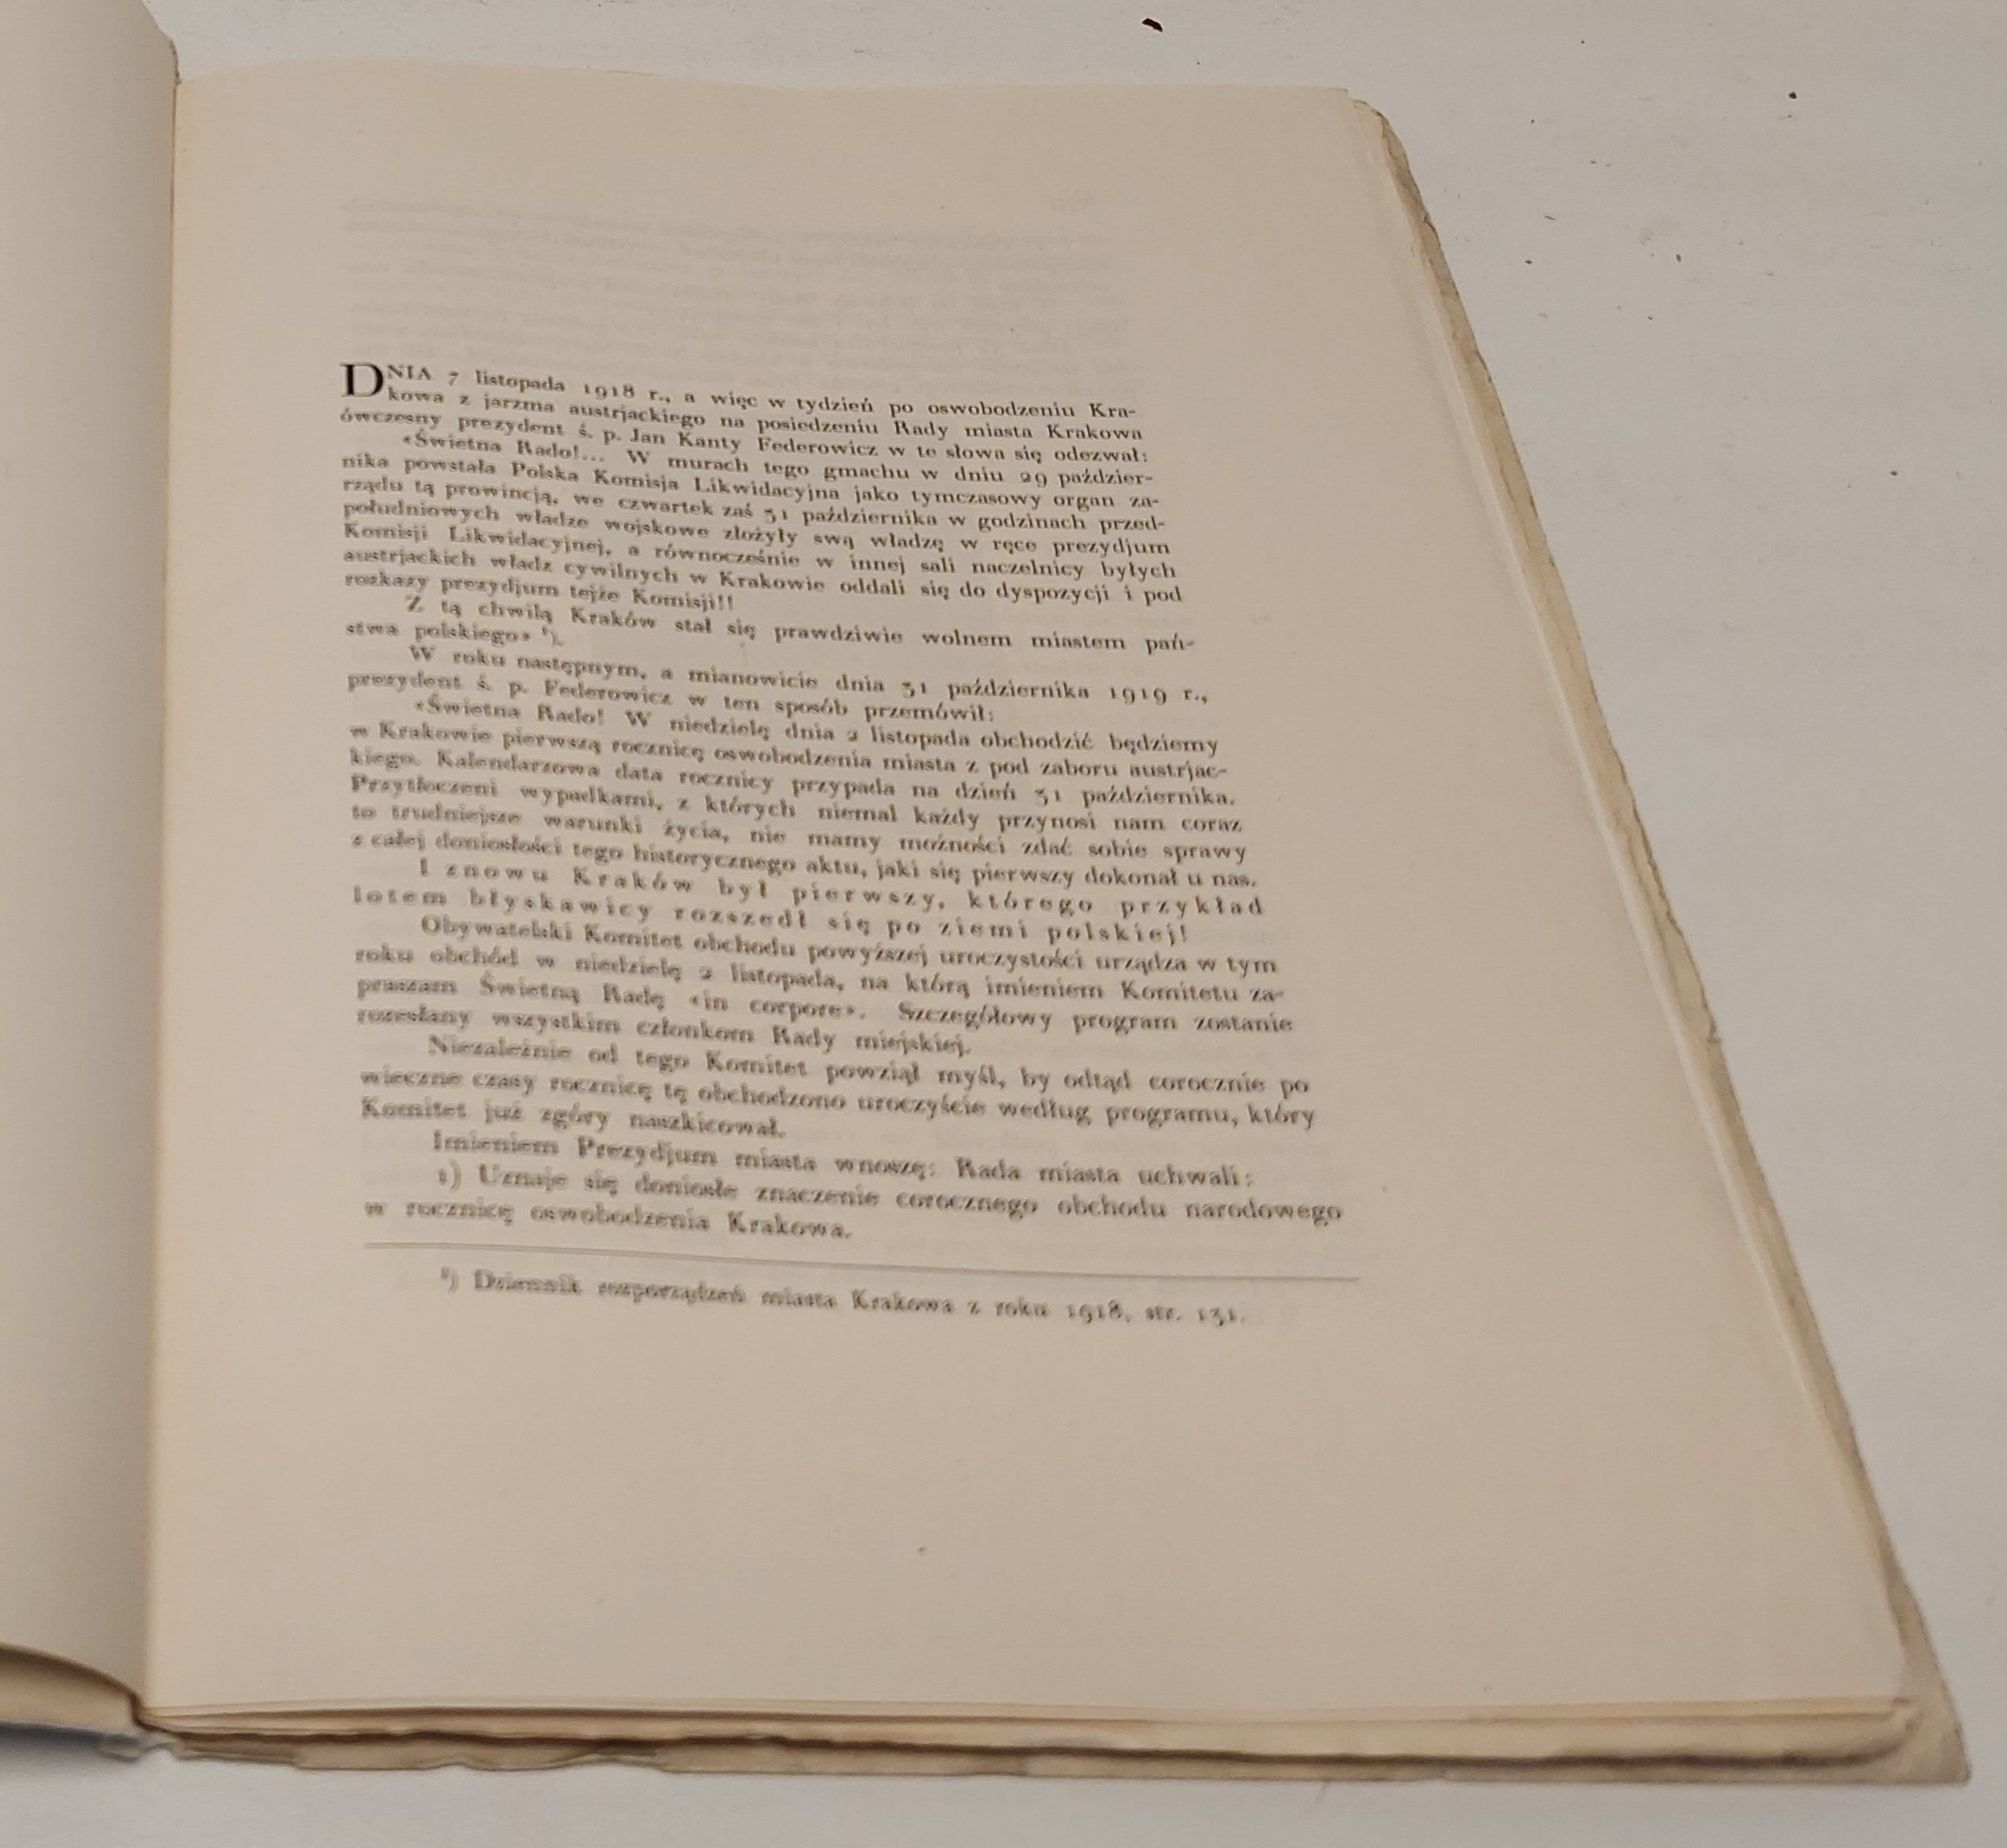 DNIA 7 listopada 1918 r., a więc w tydzień po oswobodzeniu Kra-
kowa z jarzma austrjackiego na posiedzeniu Rady miasta Krakowa
ówczesny prezydent ś. p. Jan Kanty Federowicz w te słowa się odezwał:
«Świetna Rado!... W murach tego gmachu w dniu 29 paździer-
nika powstała Polska Komisja Likwidacyjna jako tymczasowy organ za-
rządu tą prowincją, we czwartek zaś 31 października w godzinach przed-
południowych władze wojskowe złożyły swą władzę w ręce prezydjum
Komisji Likwidacyjnej, a równocześnie w innej sali naczelnicy byłych
austrjackich władz cywilnych w Krakowie oddali się do dyspozycji i pod
rozkazy prezydjum tejże Komisji!!
Z tą chwilą Kraków stał się prawdziwie wolnem miastem pań-
stwa polskiego» ¹).
W roku następnym, a mianowicie dnia 31 października 1919 r.,
prezydent ś. p. Federowicz w ten sposób przemówił:
«Świetna Rado! W niedzielę dnia 2 listopada obchodzić będziemy
w Krakowie pierwszą rocznicę oswobodzenia miasta z pod zaboru austrjac-
kiego. Kalendarzowa data rocznicy przypada na dzień 31 października.
Przytłoczeni wypadkami, z których niemal każdy przynosi nam coraz
to trudniejsze warunki życia, nie mamy możności zdać sobie sprawy
z całej doniosłości tego historycznego aktu, jaki się pierwszy dokonał u nas.
I znowu Kraków był pierwszy, którego przykład
lotem błyskawicy rozszedł się po ziemi polskiej!
Obywatelski Komitet obchodu powyższej uroczystości urządza w tym
roku obchód w niedzielę 2 listopada, na którą imieniem Komitetu za-
praszam Świetną Radę «in corpore». Szczegółowy program zostanie
rozesłany wszystkim członkom Rady miejskiej.
Niezależnie od tego Komitet powziął myśl, by odtąd corocznie po
wieczne czasy rocznicę tę obchodzono uroczyście według programu, który
Komitet już zgóry naszkicował.
Imieniem Prezydjum miasta wnoszę: Rada miasta uchwali:
1) Uznaje się doniosłe znaczenie corocznego obchodu narodowego
w rocznicę oswobodzenia Krakowa.
¹) Dziennik rozporządzeń miasta Krakowa z roku 1918, str. 131.